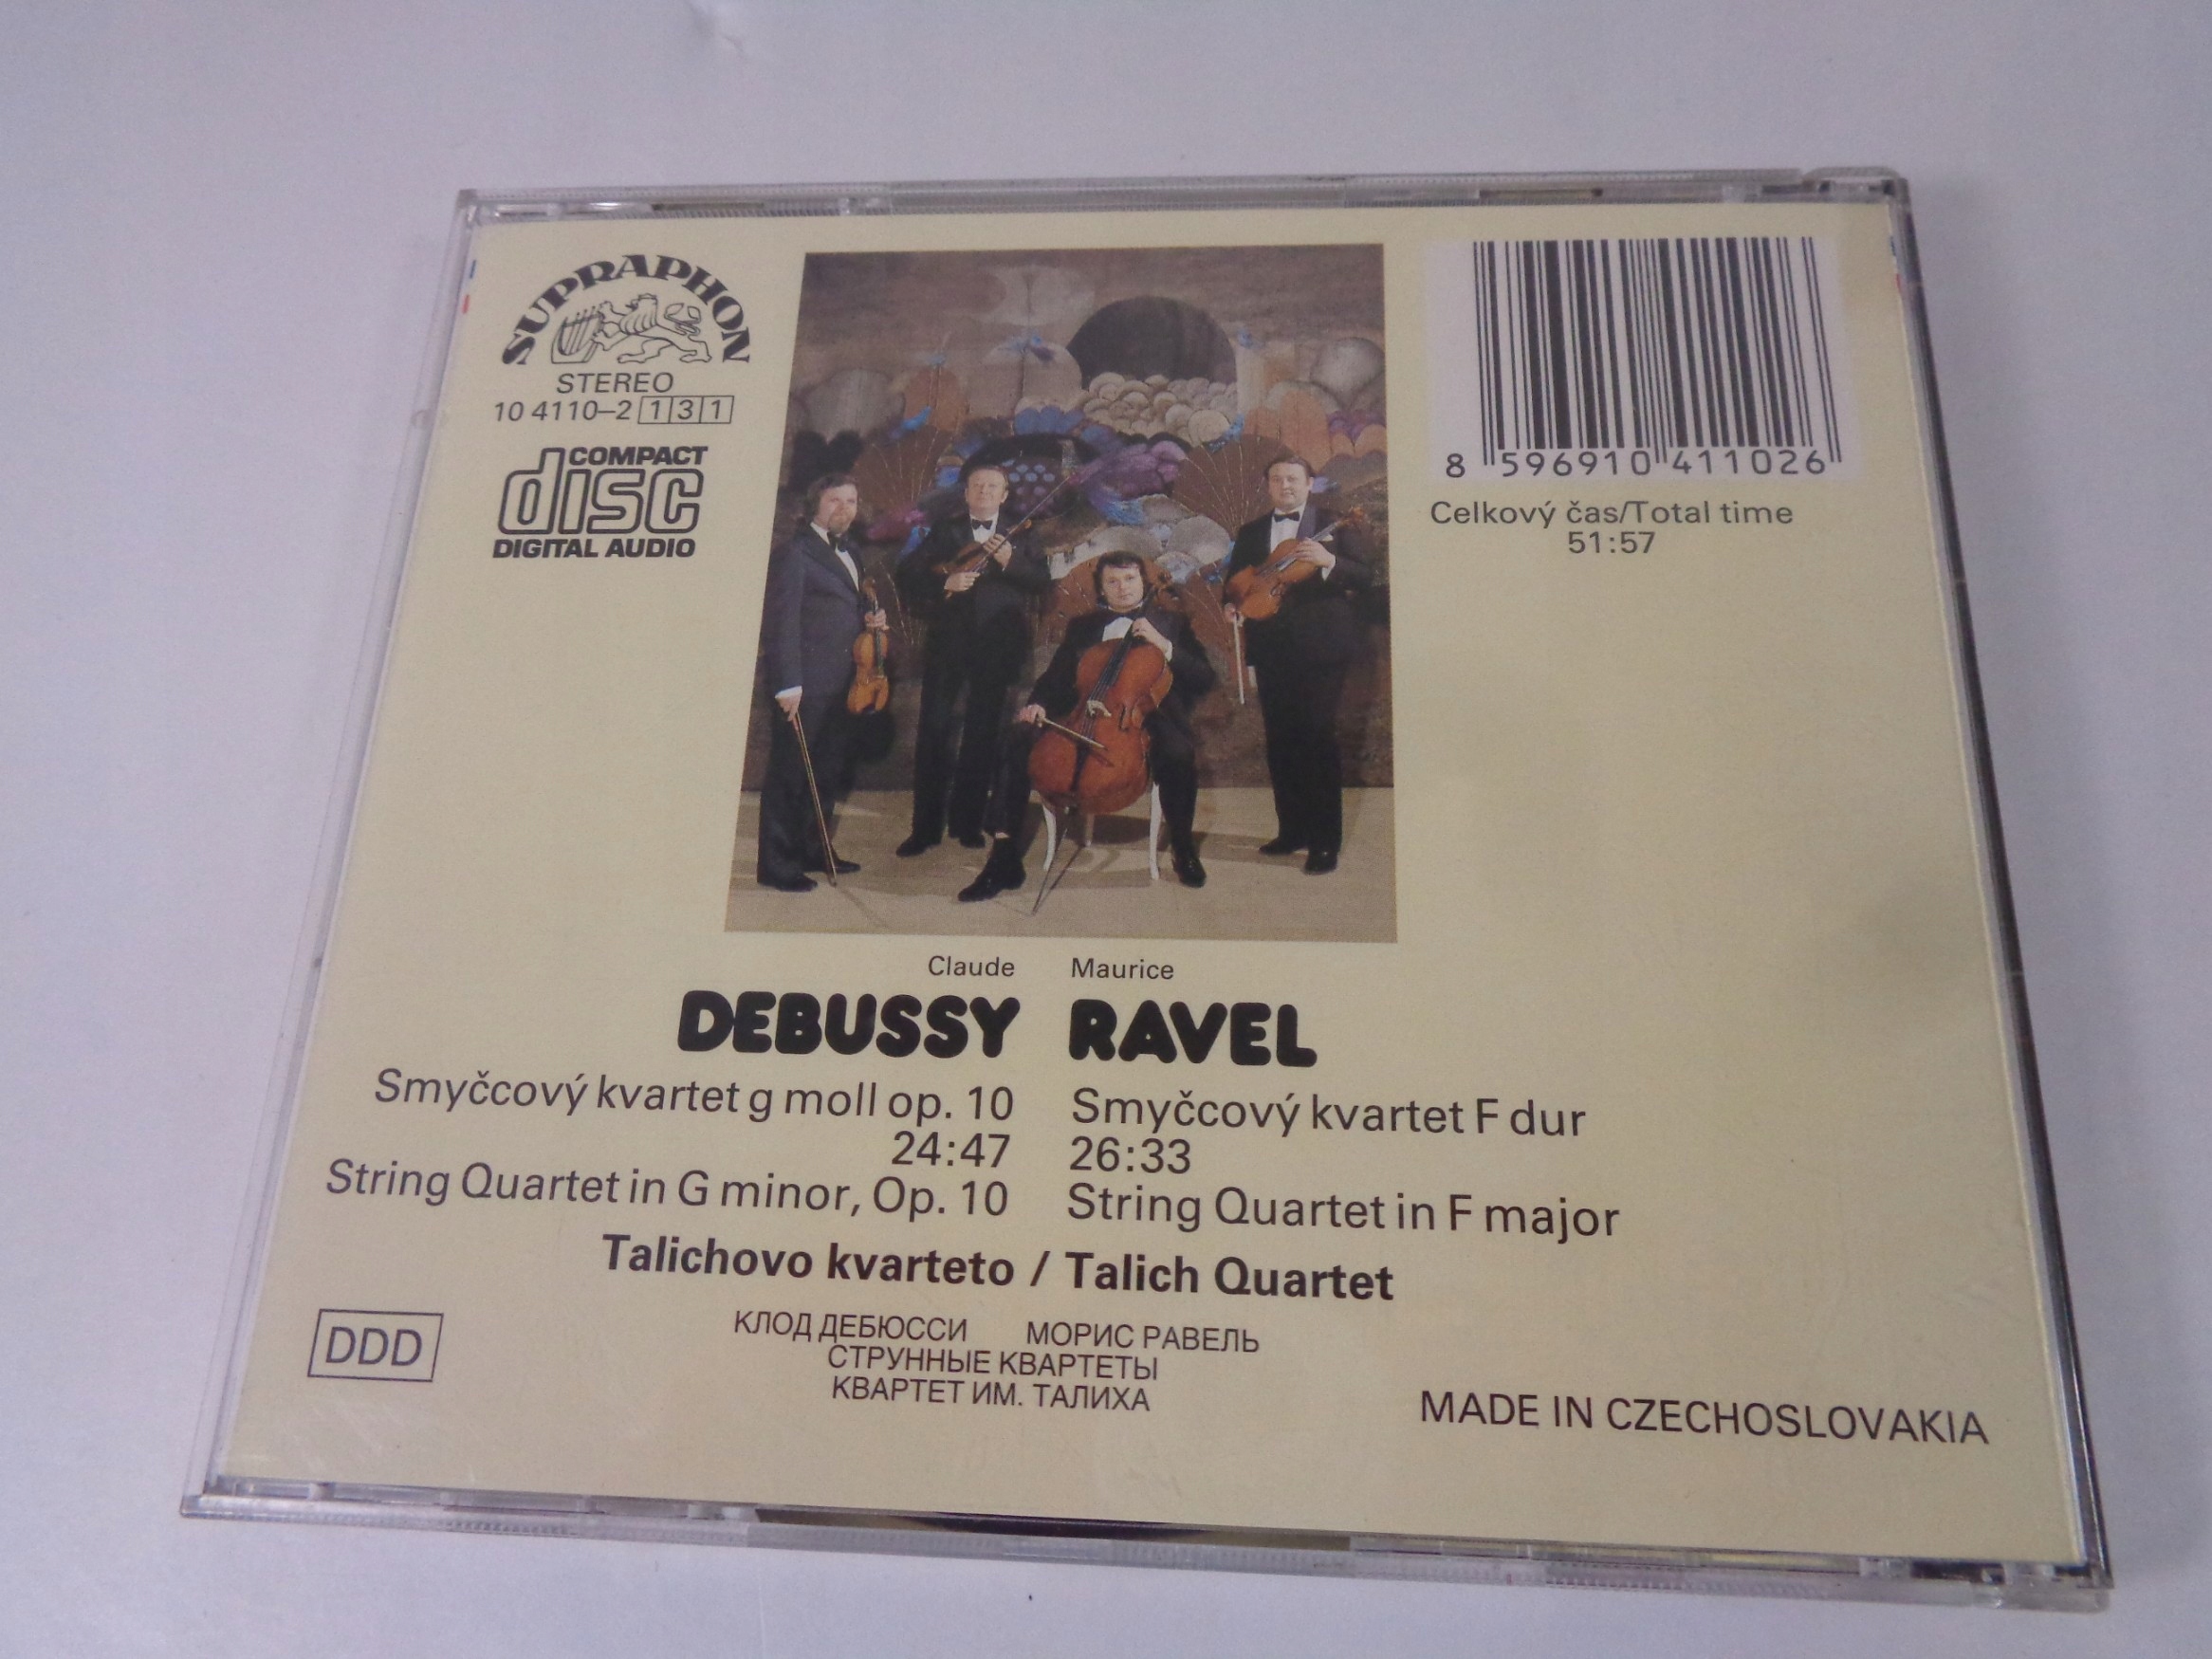 SUPRAPHON
STEREO
10 4110–2 131
COMPACT
disc
DIGITAL AUDIO
8 596910 411026
Celkový čas/Total time
51:57
Claude Maurice
DEBUSSY RAVEL
Smyčcový kvartet g moll op. 10 Smyčcový kvartet F dur
24:47 26:33
String Quartet in G minor, Op. 10 String Quartet in F major
Talichovo kvarteto / Talich Quartet
DDD
КЛОД ДЕБЮССИ МОРИС РАВЕЛЬ
СТРУННЫЕ КВАРТЕТЫ
КВАРТЕТ ИМ. ТАЛИХА
MADE IN CZECHOSLOVAKIA